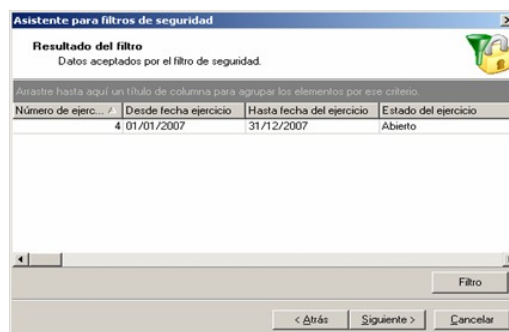 Asistente para filtros de seguridad
Resultado del filtro
Datos aceptados por el filtro de seguridad.
Arrastre hasta aquí un título de columna para agrupar los elementos por ese criterio.
Número de ejerc... Desde fecha ejercicio Hasta fecha del ejercicio Estado del ejercicio
4 01/01/2007 31/12/2007 Abierto
Filtro
< Atrás Siguiente > Cancelar